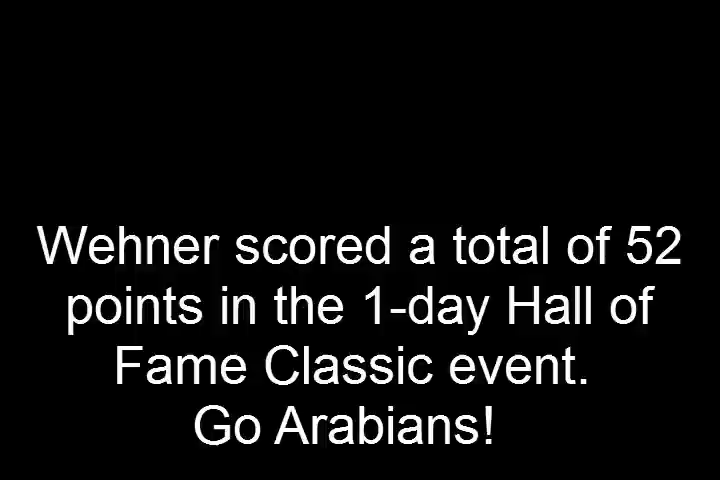 Wehner scored a total of 52
points in the 1-day Hall of
Fame Classic event.
Go Arabians!